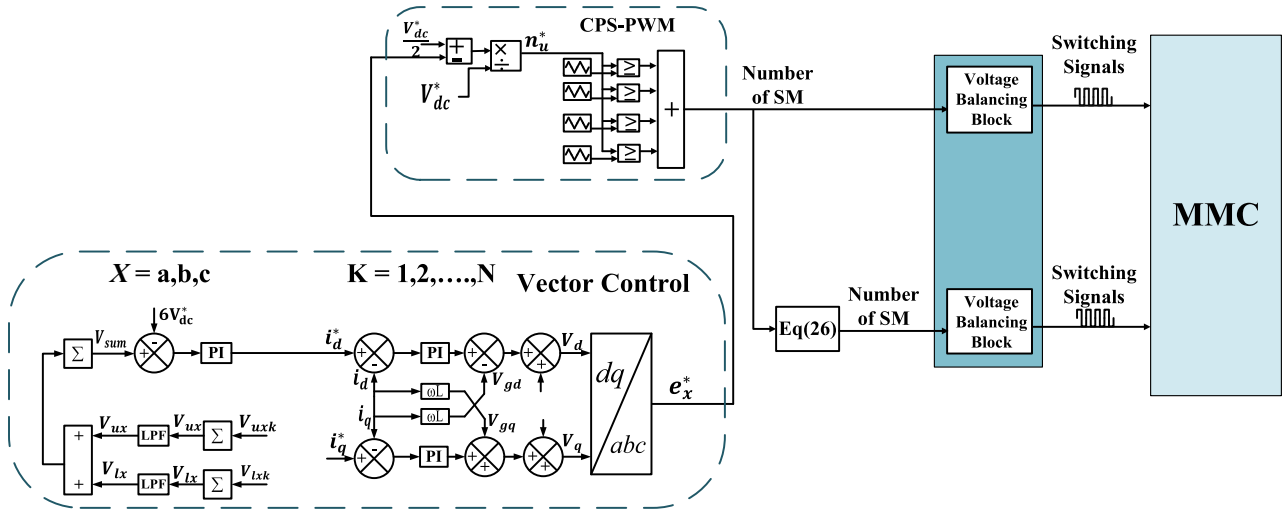 CPS-PWM
V*dc
2
+
-
×
÷
n*u
V*dc
≥
≥
≥
≥
+
Number
of SM
Voltage
Balancing
Block
Switching
Signals
MMC
Eq(26)
Number
of SM
Voltage
Balancing
Block
Switching
Signals
X = a,b,c
K = 1,2,....,N
Vector Control
6V*dc
∑
Vsum
+
-
PI
i*d
+
-
PI
+
-
+
+
Vd
id
ωL
Vgd
iq
ωL
Vgq
i*q
+
-
PI
+
+
+
+
Vq
dq
abc
e*x
+
Vux
LPF
Vux
∑
Vuxk
+
Vlx
LPF
Vlx
∑
Vlxk